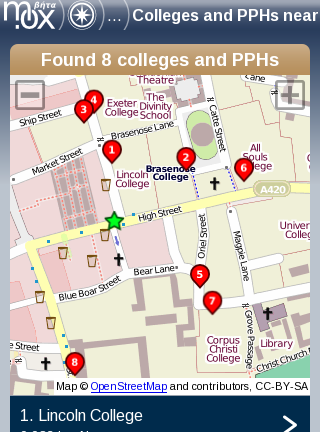 βήτα
mox
... Colleges and PPHs near
Found 8 colleges and PPHs
Theatre
Lane
The
Divinity
School
Catte Street
Ship Street
4
3
Exeter
College
Brasenose Lane
Market Street
1
2
All
Souls
College
6
Lincoln
College
Brasenose
College
A420
High Street
Oriel Street
Magpie Lane
Bear Lane
Blue Boar Street
5
7
Grove Passage
Corpus
Christi
College
Library
e Street
8
Christ Church
Map © OpenStreetMap and contributors, CC-BY-SA
1. Lincoln College